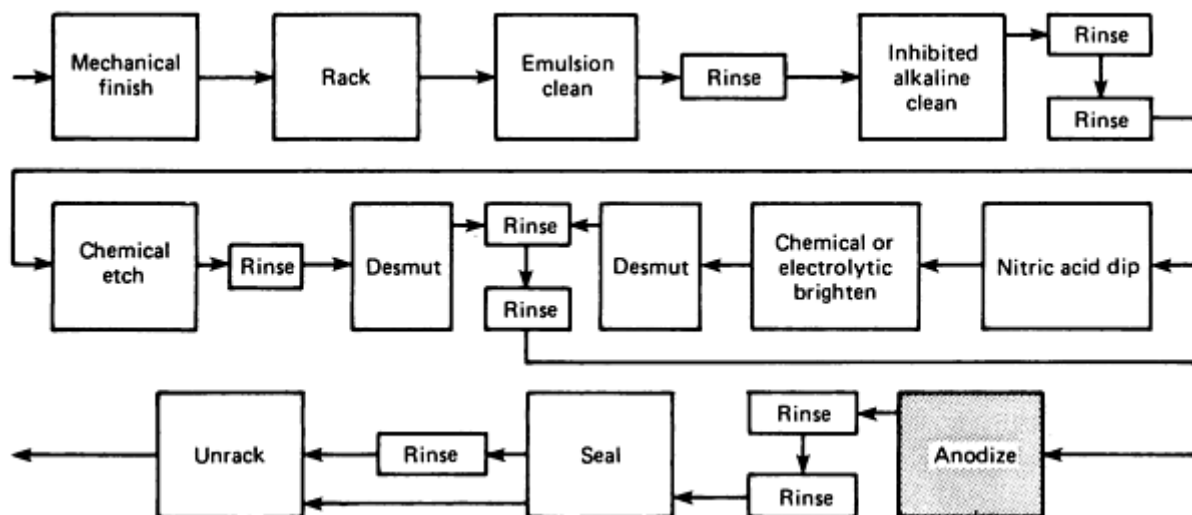 Mechanical
finish
Rack
Emulsion
clean
Rinse
Inhibited
alkaline
clean
Rinse
Rinse
Chemical
etch
Rinse
Desmut
Rinse
Rinse
Desmut
Chemical or
electrolytic
brighten
Nitric acid dip
Unrack
Rinse
Seal
Rinse
Rinse
Anodize